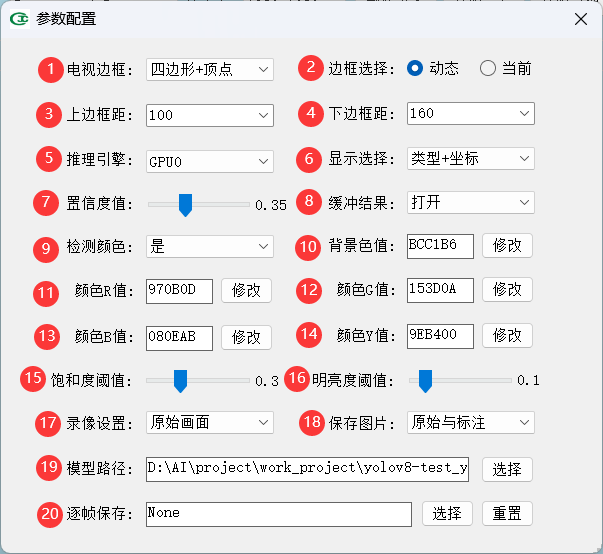 参数配置
1 电视边框: 四边形+顶点 2 边框选择: 动态 当前
3 上边框距: 100 4 下边框距: 160
5 推理引擎: GPU0 6 显示选择: 类型+坐标
7 置信度值: 0.35 8 缓冲结果: 打开
9 检测颜色: 是 10 背景色值: BCC1B6 修改
11 颜色R值: 970B0D 修改 12 颜色G值: 153D0A 修改
13 颜色B值: 080EAB 修改 14 颜色Y值: 9EB400 修改
15 饱和度阈值: 0.3 16 明亮度阈值: 0.1
17 录像设置: 原始画面 18 保存图片: 原始与标注
19 模型路径: D:\AI\project\work_project\yolov8-test_y 选择
20 逐帧保存: None 选择 重置